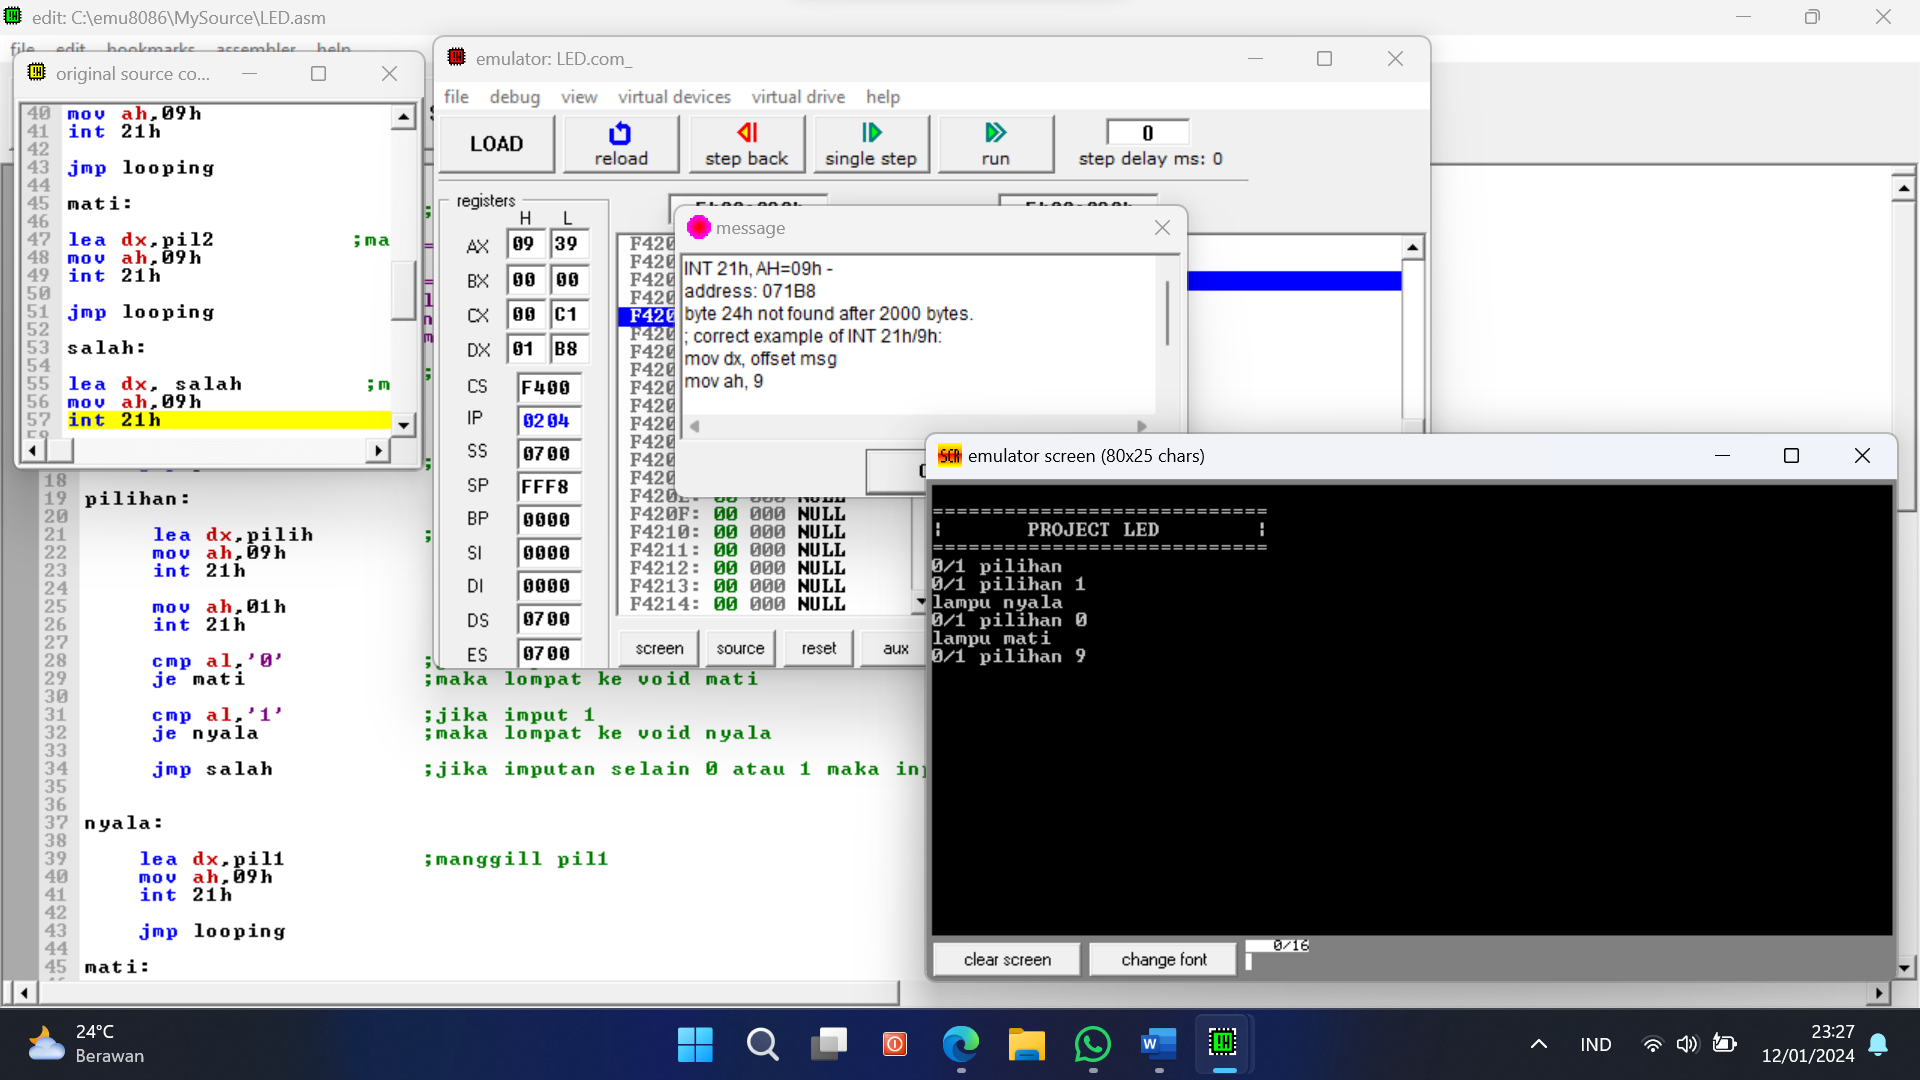 edit: C:\emu8086\MySource\LED.asm
file edit bookmarks assembler help
original source co...
40 mov ah,09h
41 int 21h
42
43 jmp looping
44
45 mati:
46
47 lea dx,pil2 ;ma
48 mov ah,09h
49 int 21h
50
51 jmp looping
52
53 salah:
54
55 lea dx, salah ;m
56 mov ah,09h
57 int 21h
emulator: LED.com_
file debug view virtual devices virtual drive help
LOAD
reload
step back
single step
run
0
step delay ms: 0
registers
H L
AX 09 39
BX 00 00
CX 00 C1
DX 01 B8
CS F400
IP 0204
SS 0700
SP FFF8
BP 0000
SI 0000
DI 0000
DS 0700
ES 0700
F420F: 00 000 NULL
F4210: 00 000 NULL
F4211: 00 000 NULL
F4212: 00 000 NULL
F4213: 00 000 NULL
F4214: 00 000 NULL
screen source reset aux
message
INT 21h, AH=09h -
address: 071B8
byte 24h not found after 2000 bytes.
; correct example of INT 21h/9h:
mov dx, offset msg
mov ah, 9
emulator screen (80x25 chars)
============================
¦ PROJECT LED ¦
============================
0/1 pilihan
0/1 pilihan 1
lampu nyala
0/1 pilihan 0
lampu mati
0/1 pilihan 9
clear screen
change font
0/16
18
19 pilihan:
20
21 lea dx,pilih ;
22 mov ah,09h
23 int 21h
24
25 mov ah,01h
26 int 21h
27
28 cmp al,'0'
29 je mati ;maka lompat ke void mati
30
31 cmp al,'1' ;jika imput 1
32 je nyala ;maka lompat ke void nyala
33
34 jmp salah ;jika imputan selain 0 atau 1 maka inp
35
36
37 nyala:
38
39 lea dx,pil1 ;manggill pil1
40 mov ah,09h
41 int 21h
42
43 jmp looping
44
45 mati:
24°C
Berawan
IND
23:27
12/01/2024